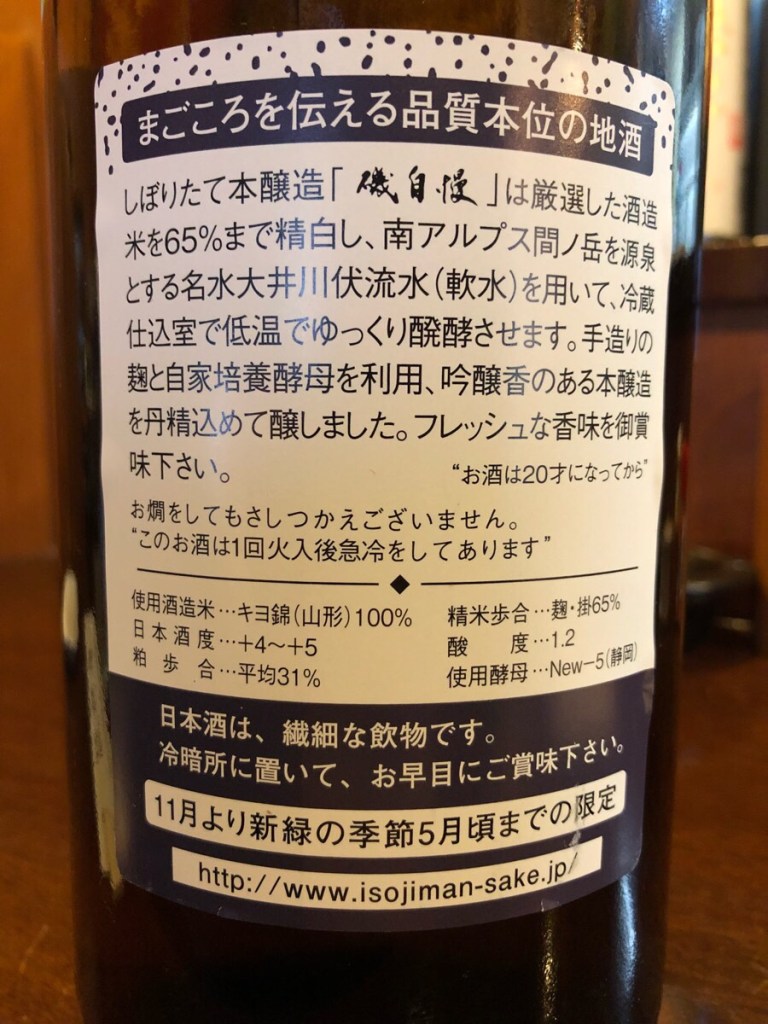 まごころを伝える品質本位の地酒
しぼりたて本醸造「磯自慢」は厳選した酒造
米を65%まで精白し、南アルプス間ノ岳を源泉
とする名水大井川伏流水(軟水)を用いて、冷蔵
仕込室で低温でゆっくり醗酵させます。手造りの
麹と自家培養酵母を利用、吟醸香のある本醸造
を丹精込めて醸しました。フレッシュな香味を御賞
味下さい。 “お酒は20才になってから”
お燗をしてもさしつかえございません。
“このお酒は1回火入後急冷をしてあります”
使用酒造米…キヨ錦(山形)100% 精米歩合…麹・掛65%
日本酒度…+4〜+5 酸 度…1.2
粕歩合…平均31% 使用酵母…New-5(静岡)
日本酒は、繊細な飲物です。
冷暗所に置いて、お早目にご賞味下さい。
11月より新緑の季節5月頃までの限定
http://www.isojiman-sake.jp/